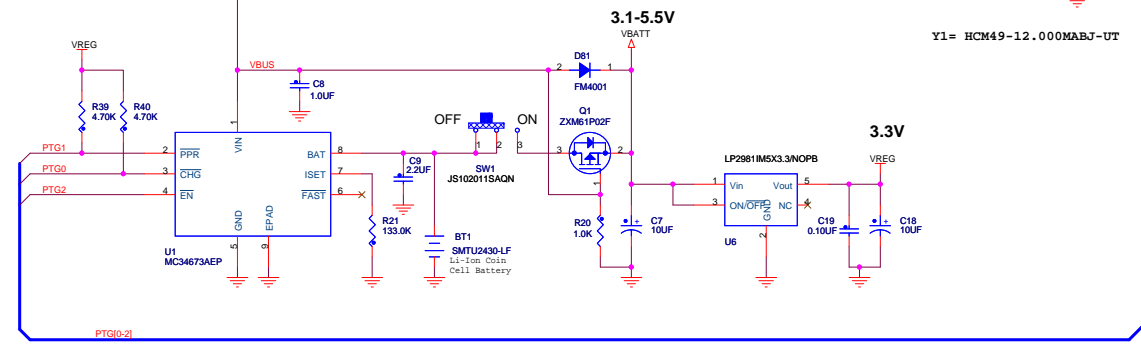 3.1-5.5V
VBATT
Y1= HCM49-12.000MABJ-UT
VREG
VBUS
2
D81
1
FM4001
C8
1.0UF
R39
4.70K
R40
4.70K
1
OFF
ON
Q1
ZXM61P02F
3.3V
VREG
PTG1
PTG0
PTG2
2
PPR
3
CHG
4
EN
VIN
BAT
8
ISET
7
FAST
6
GND
EPAD
5
9
U1
MC34673AEP
C9
2.2UF
1
2
3
SW1
JS102011SAQN
3
2
1
R21
133.0K
BT1
SMTU2430-LF
Li-Ion Coin
Cell Battery
R20
1.0K
C7
10UF
LP2981IM5X3.3/NOPB
1
Vin
Vout
5
3
ON/OFF
NC
4
GND
2
U6
C19
0.10UF
C18
10UF
PTG[0-2]